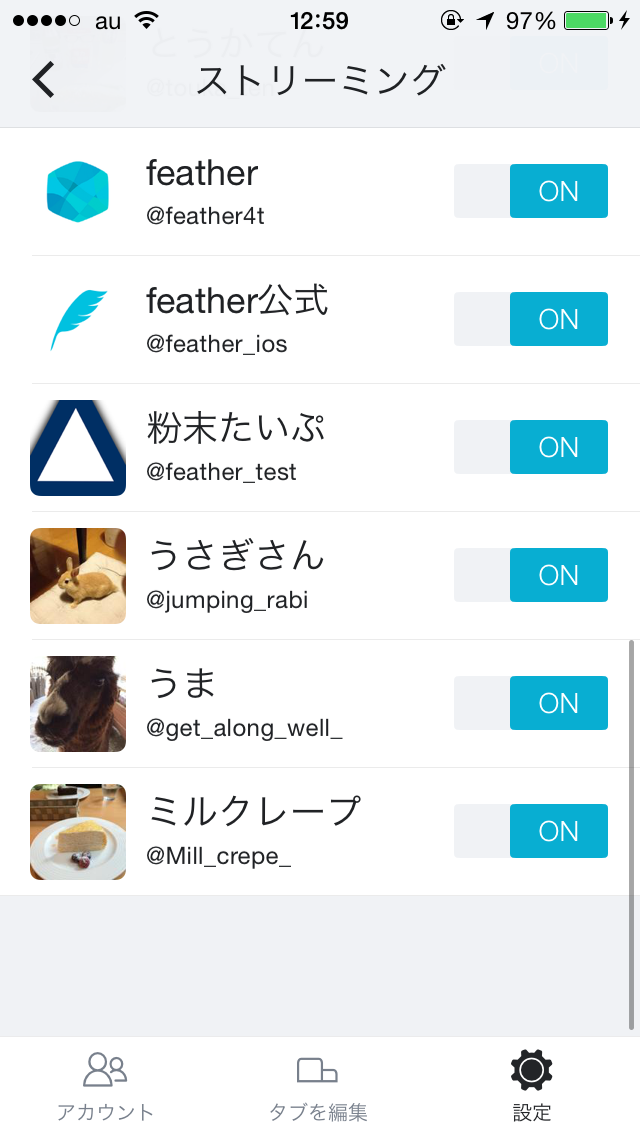 au 12:59 97%
とうかてん
ON
ストリーミング
feather
@feather4t
ON
feather公式
@feather_ios
ON
粉末たいぷ
@feather_test
ON
うさぎさん
@jumping_rabi
ON
うま
@get_along_well_
ON
ミルクレープ
@Mill_crepe_
ON
アカウント
タブを編集
設定